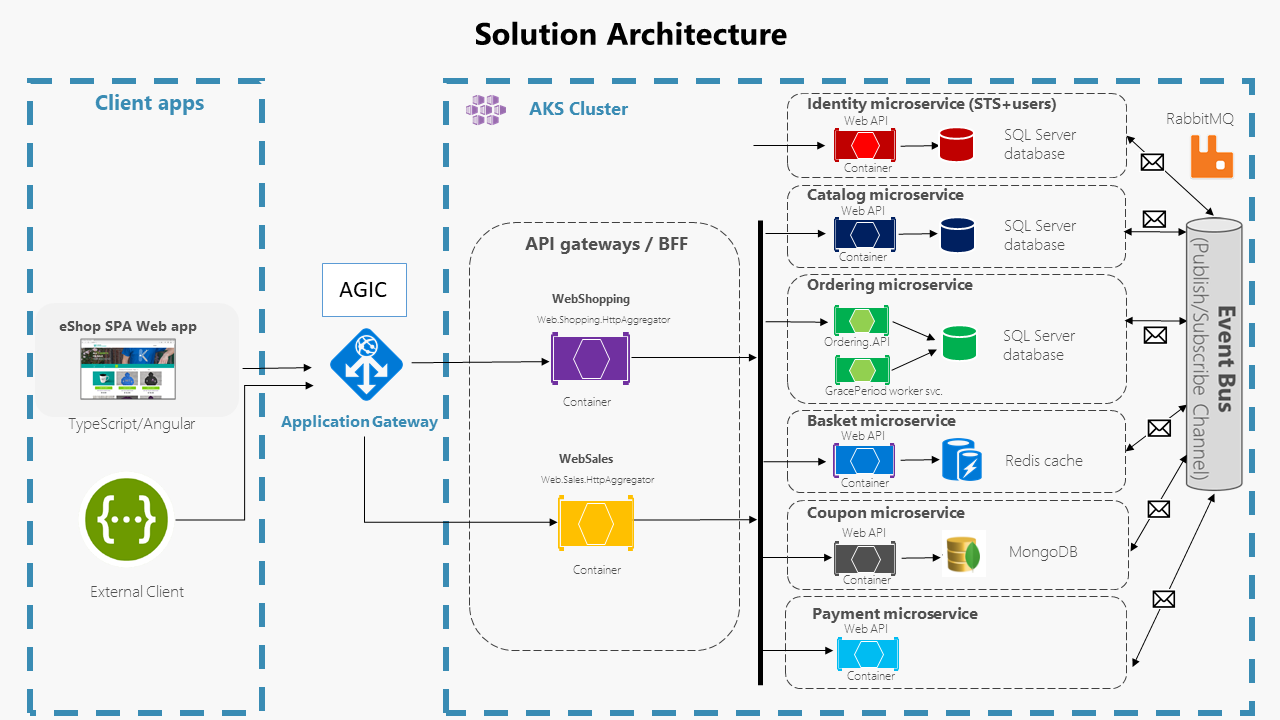 Solution Architecture
Client apps
eShop SPA Web app
TypeScript/Angular
{...}
External Client
AGIC
Application Gateway
AKS Cluster
API gateways / BFF
WebShopping
Web.Shopping.HttpAggregator
Container
WebSales
Web.Sales.HttpAggregator
Container
Identity microservice (STS+users)
Web API
Container
SQL Server
database
Catalog microservice
Web API
Container
SQL Server
database
Ordering microservice
Ordering.API
GracePeriod worker svc.
SQL Server
database
Basket microservice
Web API
Container
Redis cache
Coupon microservice
Web API
Container
MongoDB
Payment microservice
Web API
Container
RabbitMQ
Event Bus
(Publish/Subscribe Channel)